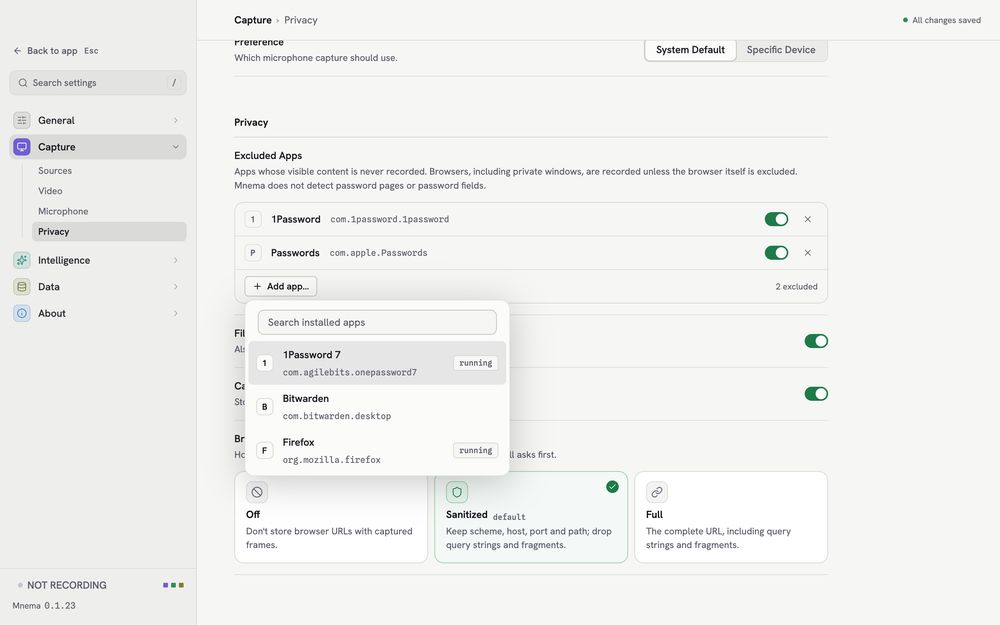 Capture › Privacy
All changes saved
← Back to app Esc
Search settings /
General
Capture
Sources
Video
Microphone
Privacy
Intelligence
Data
About
NOT RECORDING
Mnema 0.1.23
Preference
Which microphone capture should use.
System Default
Specific Device
Privacy
Excluded Apps
Apps whose visible content is never recorded. Browsers, including private windows, are recorded unless the browser itself is excluded.
Mnema does not detect password pages or password fields.
1 1Password com.1password.1password
P Passwords com.apple.Passwords
+ Add app...
2 excluded
Search installed apps
1 1Password 7
com.agilebits.onepassword7
running
B Bitwarden
com.bitwarden.desktop
F Firefox
org.mozilla.firefox
running
ll asks first.
Off
Don't store browser URLs with captured
frames.
Sanitized default
Keep scheme, host, port and path; drop
query strings and fragments.
Full
The complete URL, including query
strings and fragments.